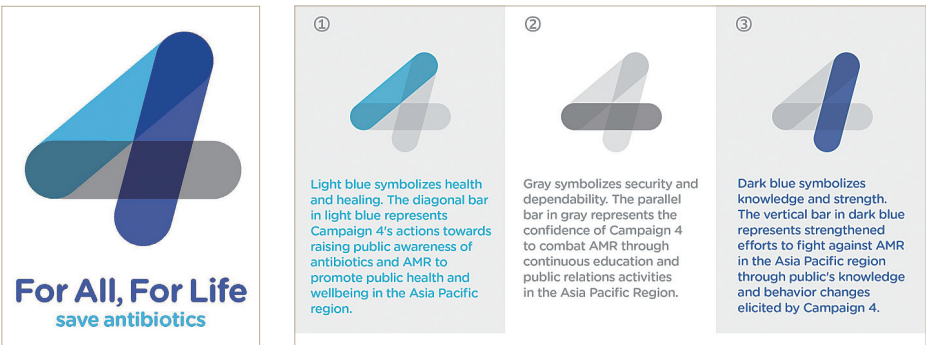 For All, For Life
save antibiotics
①
Light blue symbolizes health
and healing. The diagonal bar
in light blue represents
Campaign 4's actions towards
raising public awareness of
antibiotics and AMR to
promote public health and
wellbeing in the Asia Pacific
region.
②
Gray symbolizes security and
dependability. The parallel
bar in gray represents the
confidence of Campaign 4
to combat AMR through
continuous education and
public relations activities
in the Asia Pacific Region.
③
Dark blue symbolizes
knowledge and strength.
The vertical bar in dark blue
represents strengthened
efforts to fight against AMR
in the Asia Pacific region
through public's knowledge
and behavior changes
elicited by Campaign 4.